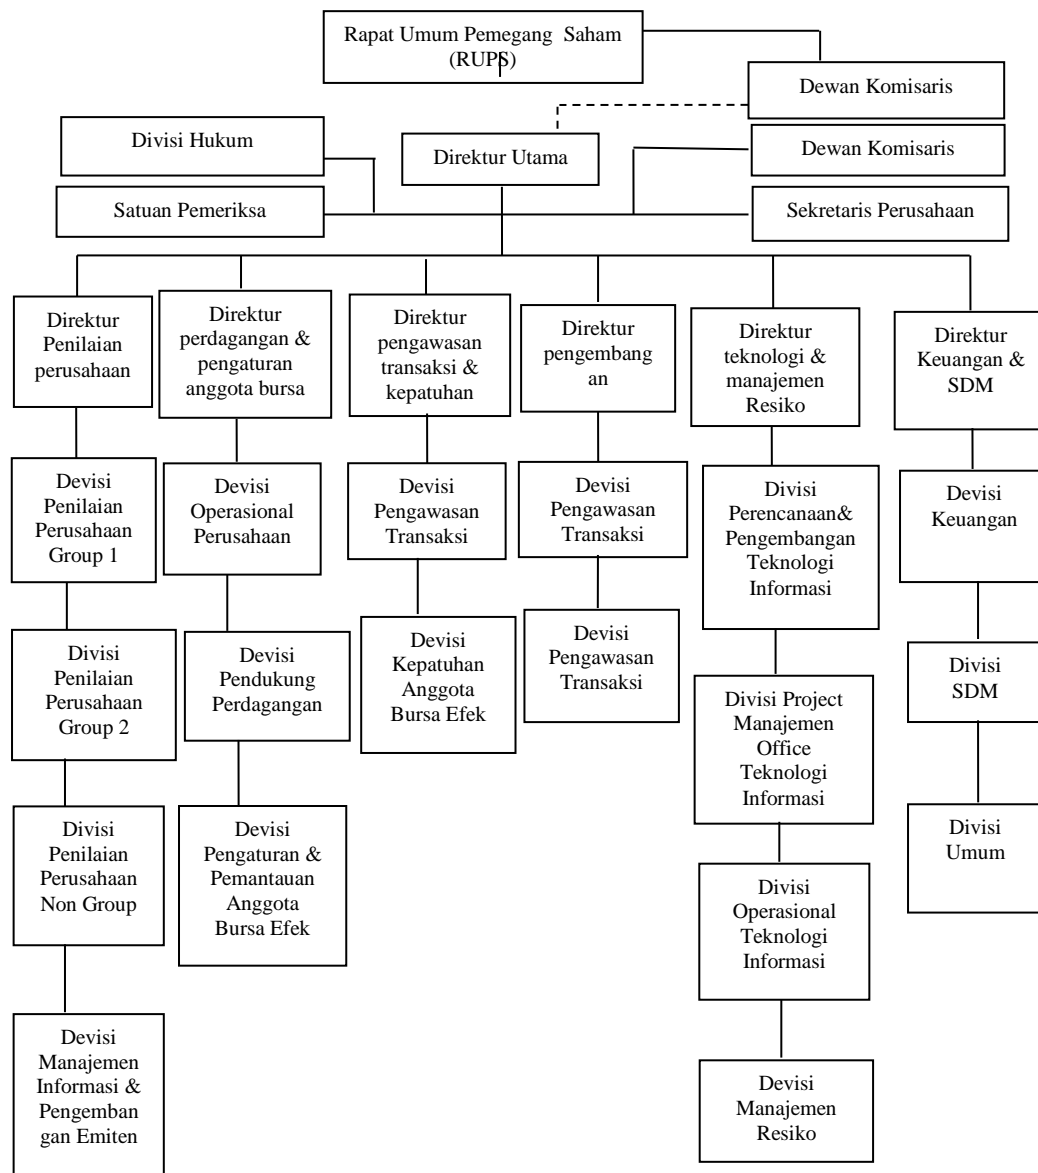 Rapat Umum Pemegang Saham
(RUPS)
Dewan Komisaris
Divisi Hukum
Direktur Utama
Dewan Komisaris
Satuan Pemeriksa
Sekretaris Perusahaan
Direktur
Penilaian
perusahaan
Direktur
perdagangan &
pengaturan
anggota bursa
Direktur
pengawasan
transaksi &
kepatuhan
Direktur
pengembang
an
Direktur
teknologi &
manajemen
Resiko
Direktur
Keuangan &
SDM
Devisi
Penilaian
Perusahaan
Group 1
Devisi
Operasional
Perusahaan
Devisi
Pengawasan
Transaksi
Devisi
Pengawasan
Transaksi
Divisi
Perencanaan&
Pengembangan
Teknologi
Informasi
Devisi
Keuangan
Divisi
Penilaian
Perusahaan
Group 2
Devisi
Pendukung
Perdagangan
Devisi
Kepatuhan
Anggota
Bursa Efek
Devisi
Pengawasan
Transaksi
Divisi Project
Manajemen
Office
Teknologi
Informasi
Divisi
SDM
Divisi
Penilaian
Perusahaan
Non Group
Devisi
Pengaturan &
Pemantauan
Anggota
Bursa Efek
Divisi
Operasional
Teknologi
Informasi
Divisi
Umum
Devisi
Manajemen
Informasi &
Pengemban
gan Emiten
Devisi
Manajemen
Resiko